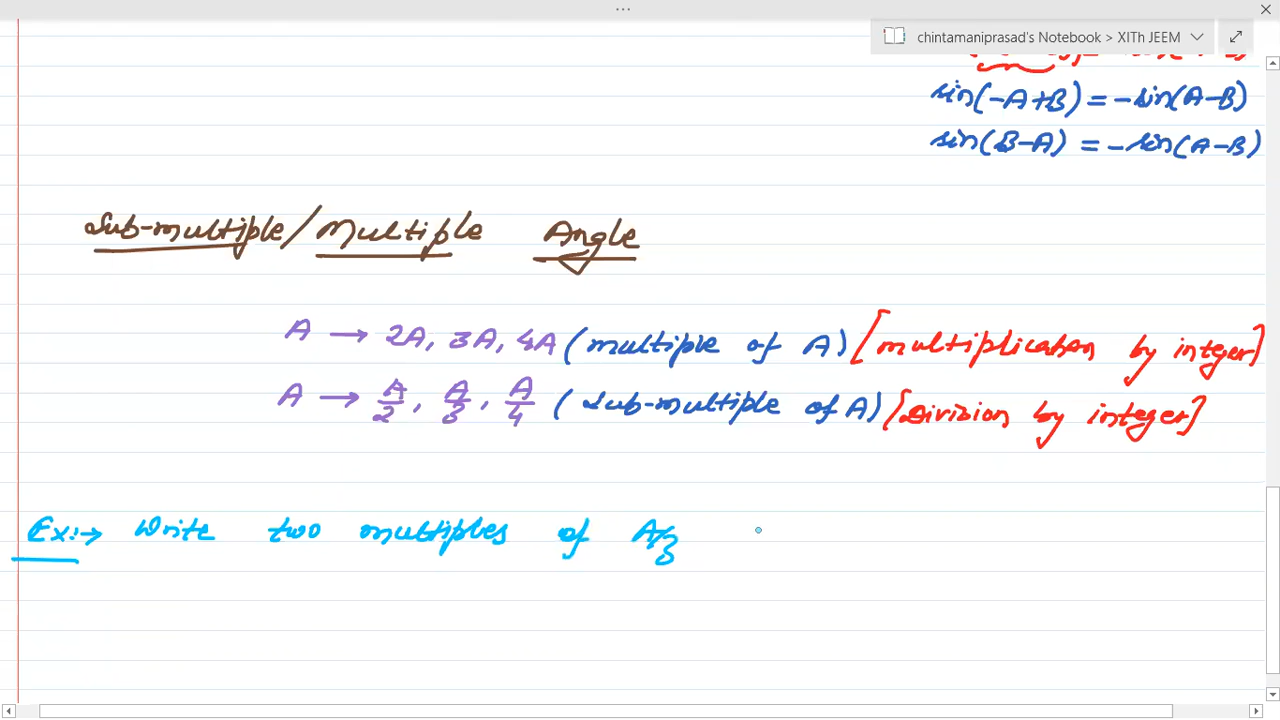 chintamaniprasad's Notebook > XITh JEEM
sin(-A+B) = -sin(A-B)
sin(B-A) = -sin(A-B)
Sub-multiple/Multiple Angle
A → 2A, 3A, 4A (multiple of A) [multiplication by integer]
A → A/2, A/3, A/4 (Sub-multiple of A) [Division by integer]
Ex:→ Write two multiples of A/3